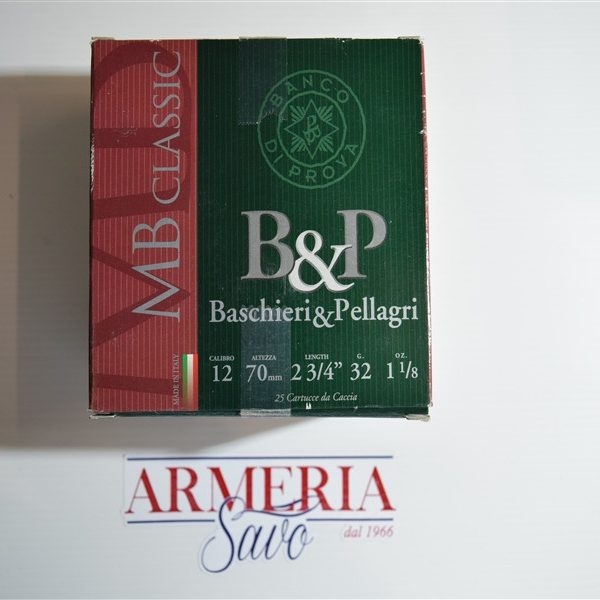 MB CLASSIC
MADE IN ITALY
BANCO
DI PROVA
B&P
Baschieri&Pellagri
CALIBRO ALTEZZA LENGTH G. OZ.
12 70mm 2 3/4" 32 1 1/8
25 Cartucce da Caccia
ARMERIA
Savo
dal 1966